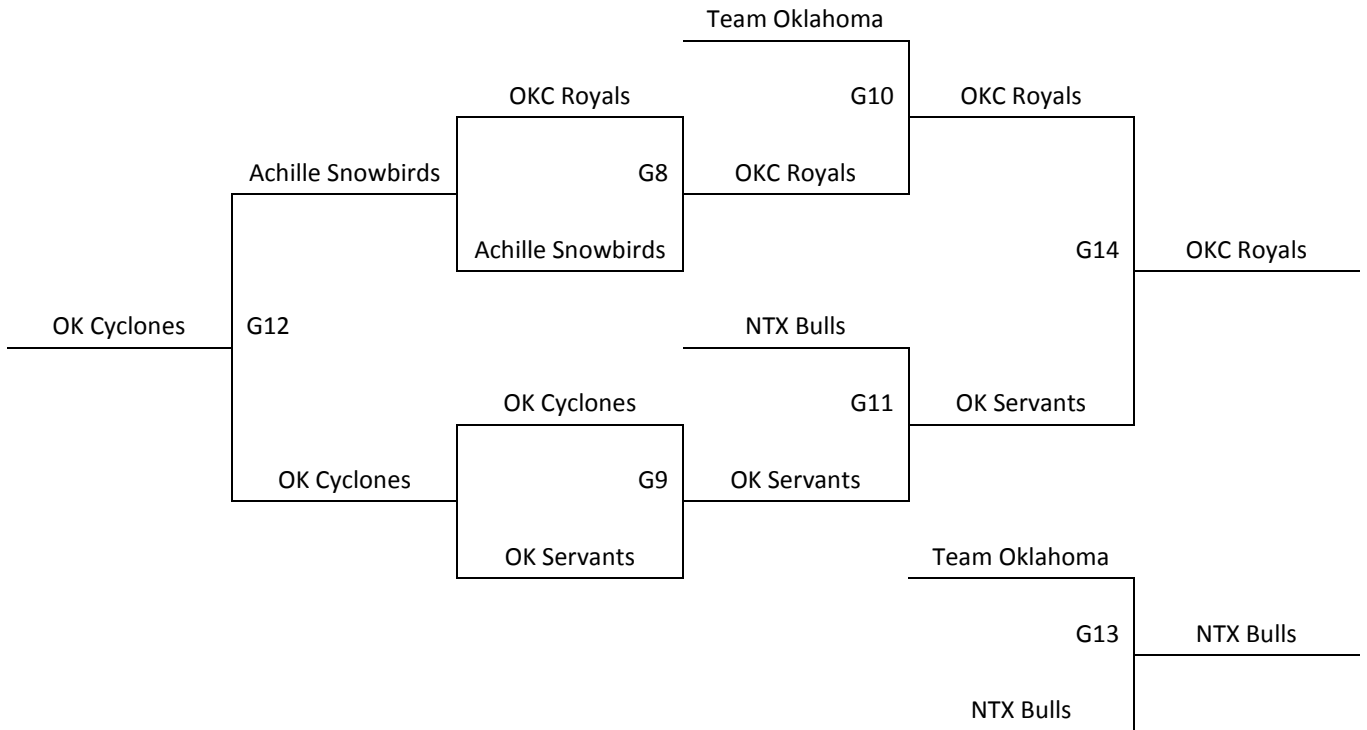 Team Oklahoma
OKC Royals G10 OKC Royals
Achille Snowbirds G8 OKC Royals
Achille Snowbirds G14 OKC Royals
OK Cyclones G12 NTX Bulls
OK Cyclones G11 OK Servants
OK Cyclones G9 OK Servants
OK Servants Team Oklahoma
G13 NTX Bulls
NTX Bulls